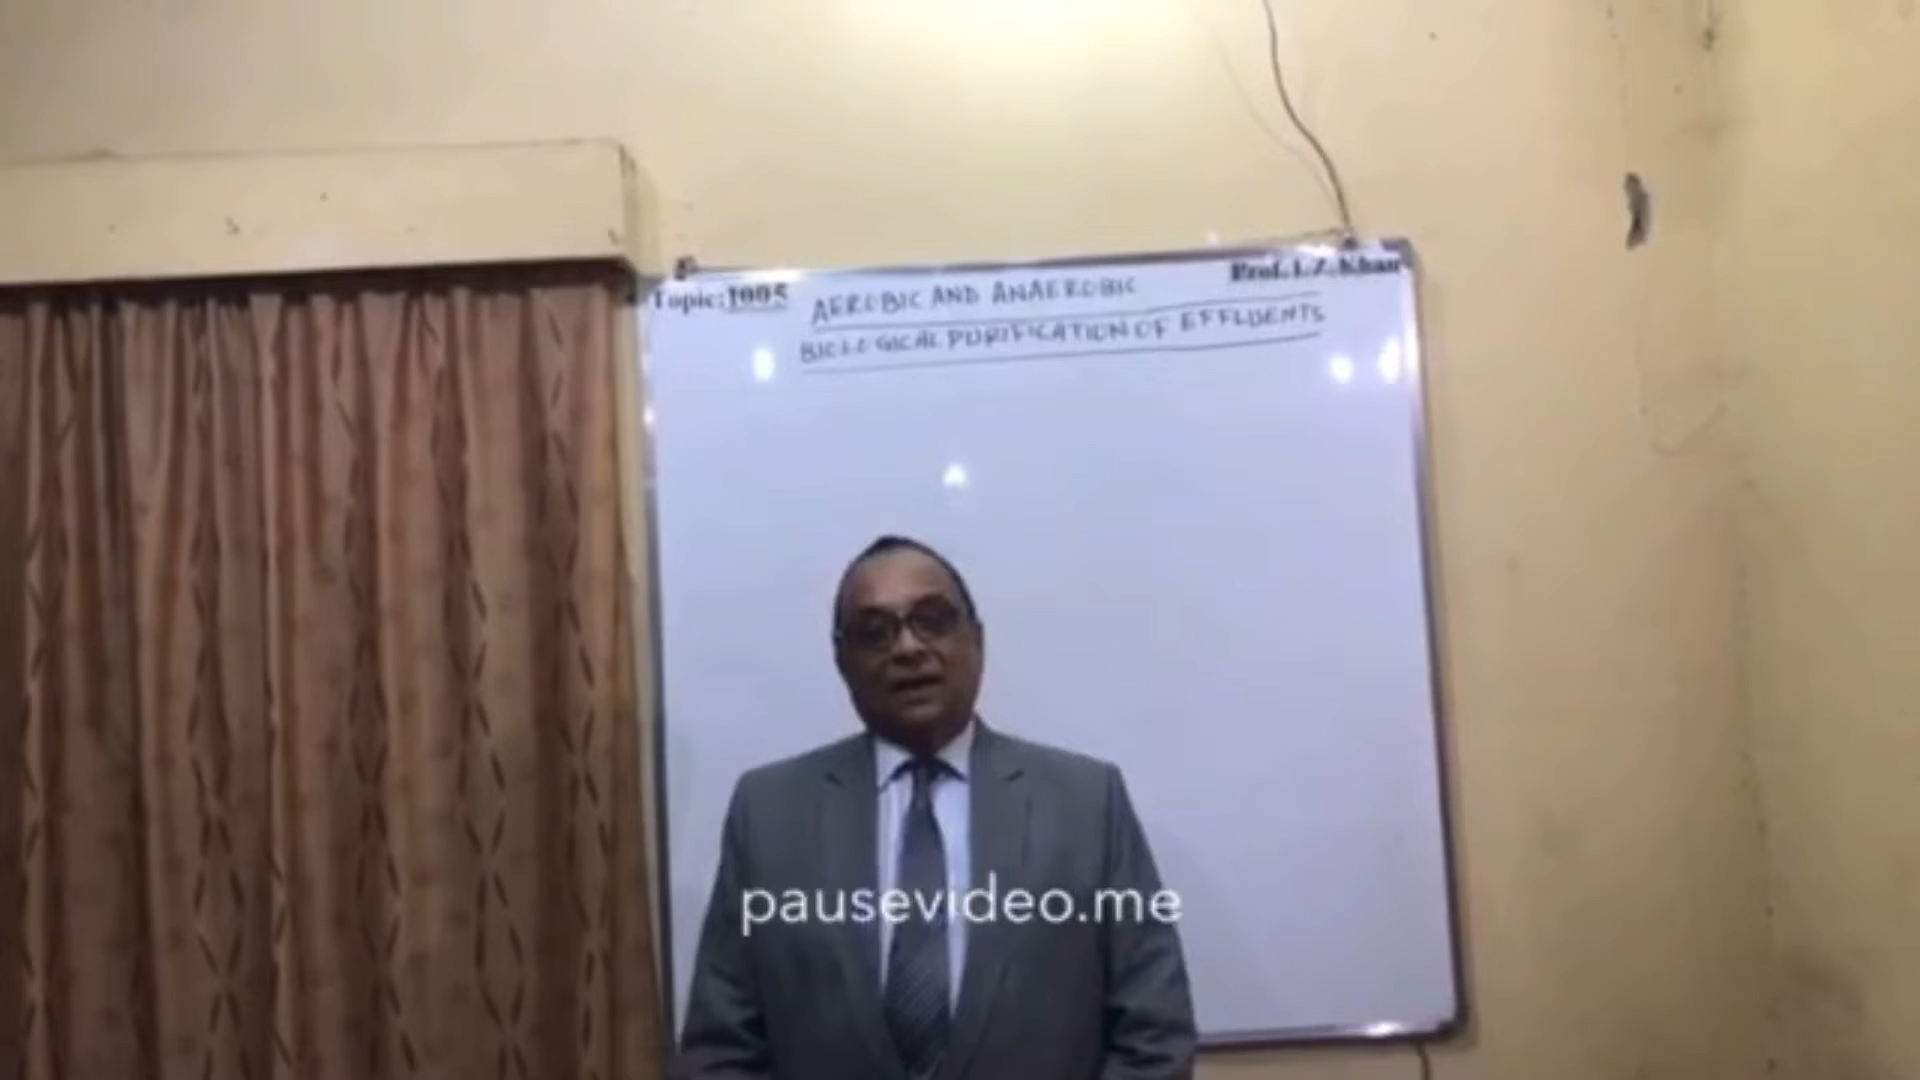 Topic:1005 AEROBIC AND ANAEROBIC Prof.I.Z.Khan
BIOLOGICAL PURIFICATION OF EFFLUENTS
pausevideo.me